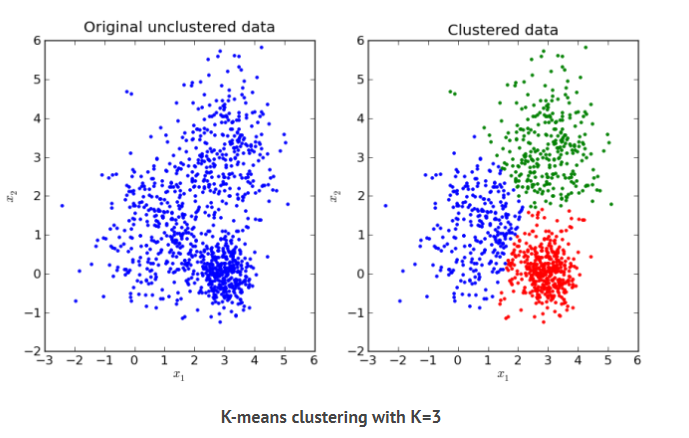 Original unclustered data
6
5
4
3
2
1
0
−1
−2
x2
−3 −2 −1 0 1 2 3 4 5 6
x1
Clustered data
6
5
4
3
2
1
0
−1
−2
x2
−3 −2 −1 0 1 2 3 4 5 6
x1
K-means clustering with K=3